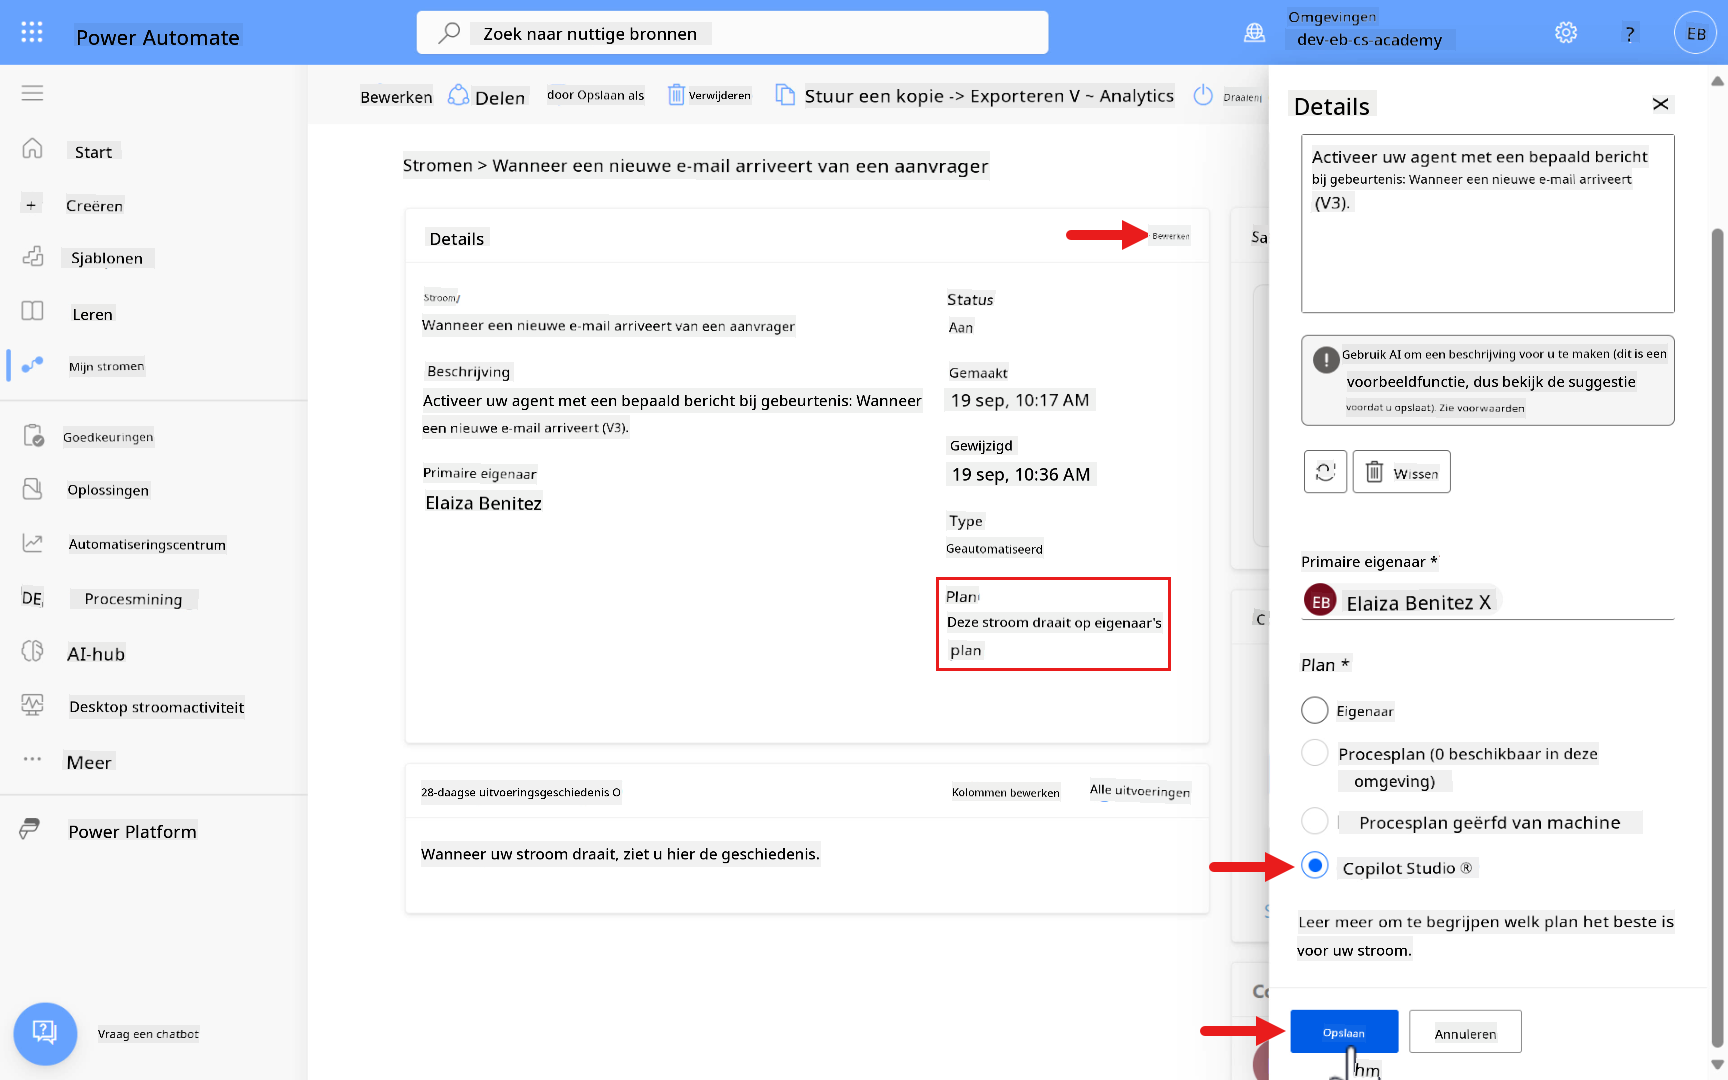 Power Automate
Zoek naar nuttige bronnen
Omgevingen
dev-eb-cs-academy
?
EB
Start
Creëren
Sjablonen
Leren
Mijn stromen
Goedkeuringen
Oplossingen
Automatiseringscentrum
DE
Procesmining
AI-hub
Desktop stroomactiviteit
Meer
Power Platform
Vraag een chatbot
Bewerken
Delen
door Opslaan als
Verwijderen
Stuur een kopie -> Exporteren V ~ Analytics
Stromen > Wanneer een nieuwe e-mail arriveert van een aanvrager
Details
Bewerken
Stroom
Wanneer een nieuwe e-mail arriveert van een aanvrager
Beschrijving
Activeer uw agent met een bepaald bericht bij gebeurtenis: Wanneer
een nieuwe e-mail arriveert (V3).
Primaire eigenaar
Elaiza Benitez
Status
Aan
Gemaakt
19 sep, 10:17 AM
Gewijzigd
19 sep, 10:36 AM
Type
Geautomatiseerd
Plan
Deze stroom draait op eigenaar's
plan
28-daagse uitvoeringsgeschiedenis O
Kolommen bewerken
Alle uitvoeringen
Wanneer uw stroom draait, ziet u hier de geschiedenis.
Sa
C
Co
Details
Activeer uw agent met een bepaald bericht
bij gebeurtenis: Wanneer een nieuwe e-mail arriveert
(V3).
Gebruik AI om een beschrijving voor u te maken (dit is een
voorbeeldfunctie, dus bekijk de suggestie
voordat u opslaat). Zie voorwaarden
Wissen
Primaire eigenaar *
EB
Elaiza Benitez X
Plan *
Eigenaar
Procesplan (0 beschikbaar in deze
omgeving)
Procesplan geërfd van machine
Copilot Studio ®
Leer meer om te begrijpen welk plan het beste is
voor uw stroom.
Opslaan
Annuleren
hm